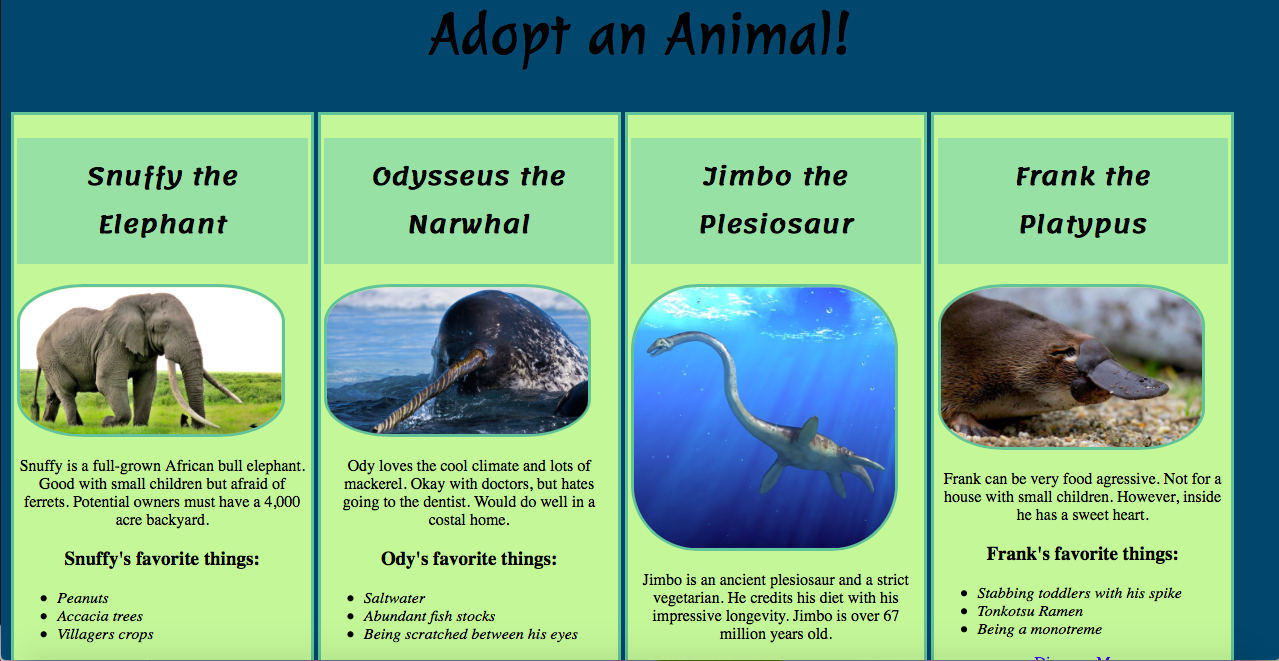 Adopt an Animal!
Snuffy the
Elephant
Snuffy is a full-grown African bull elephant.
Good with small children but afraid of
ferrets. Potential owners must have a 4,000
acre backyard.
Snuffy's favorite things:
Peanuts
Accacia trees
Villagers crops
Odysseus the
Narwhal
Ody loves the cool climate and lots of
mackerel. Okay with doctors, but hates
going to the dentist. Would do well in a
costal home.
Ody's favorite things:
Saltwater
Abundant fish stocks
Being scratched between his eyes
Jimbo the
Plesiosaur
Jimbo is an ancient plesiosaur and a strict
vegetarian. He credits his diet with his
impressive longevity. Jimbo is over 67
million years old.
Frank the
Platypus
Frank can be very food agressive. Not for a
house with small children. However, inside
he has a sweet heart.
Frank's favorite things:
Stabbing toddlers with his spike
Tonkotsu Ramen
Being a monotreme